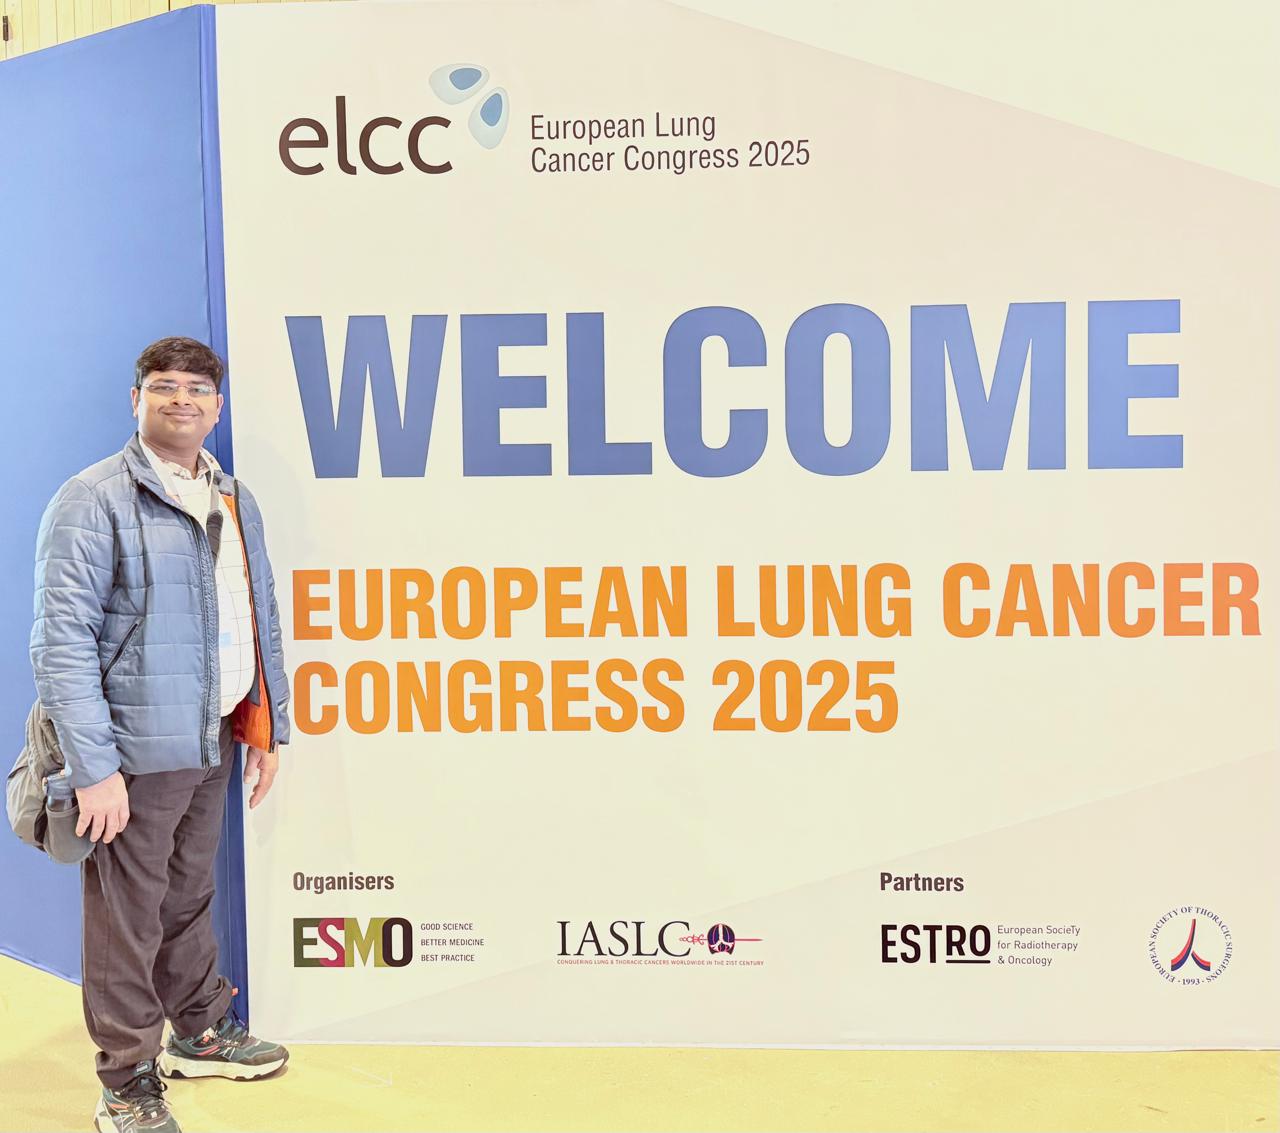 elcc
European Lung
Cancer Congress 2025
WELCOME
EUROPEAN LUNG CANCER
CONGRESS 2025
Organisers
ESMO
GOOD SCIENCE
BETTER MEDICINE
BEST PRACTICE
IASLC
CONQUERING LUNG & THORACIC CANCERS WORLDWIDE IN THE 21ST CENTURY
Partners
ESTRO
European SocieTy
for Radiotherapy
& Oncology
EUROPEAN SOCIETY OF THORACIC SURGEONS
· 1993 ·